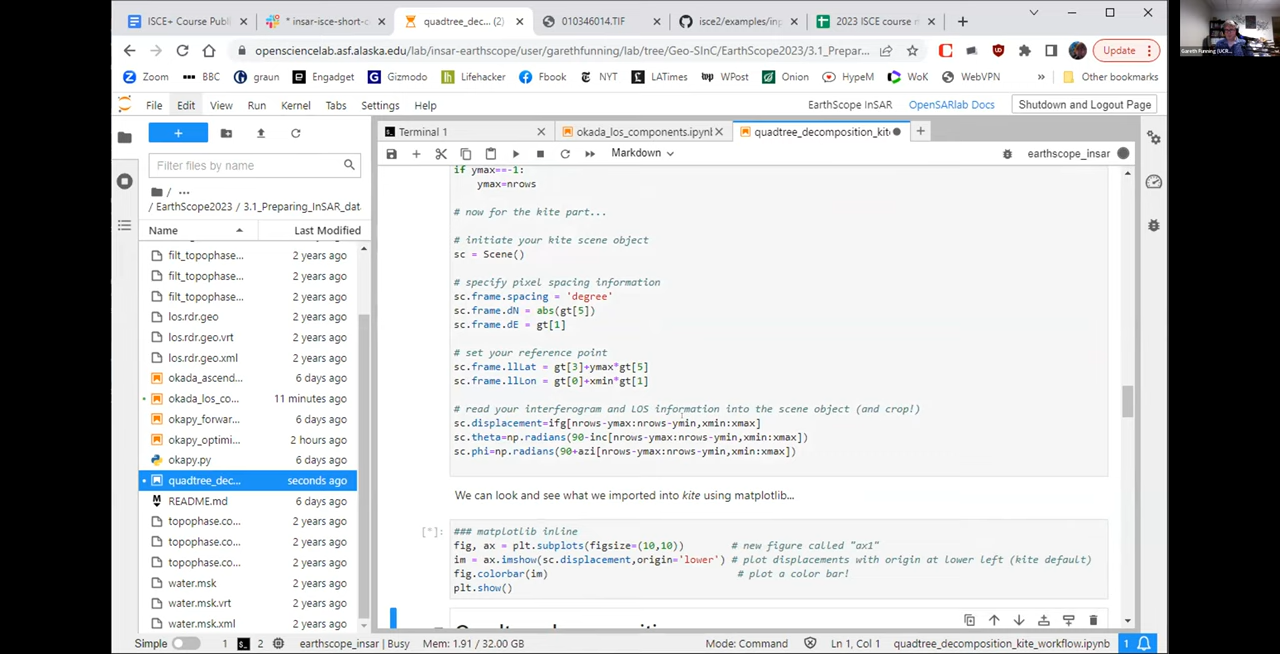 ISCE+ Course Publ
* insar-isce-short-c
quadtree_dec... (2)
010346014.TIF
isce2/examples/inp
2023 ISCE course m
openscienclab.asf.alaska.edu/lab/insar-earthscope/user/garethfunning/lab/tree/Geo-SInC/EarthScope2023/3.1_Prepar...
Update
Zoom
BBC
graun
Engadget
Gizmodo
Lifehacker
Fbook
NYT
LATimes
WPost
Onion
HypeM
WoK
WebVPN
»
Other bookmarks
Gareth Funning (UCR...
File Edit View Run Kernel Tabs Settings Help
EarthScope InSAR
OpenSARlab Docs
Shutdown and Logout Page
Terminal 1
okada_los_components.ipynl
quadtree_decomposition_kite
Markdown
earthscope_insar
Filter files by name
/ ...
/ EarthScope2023 / 3.1_Preparing_InSAR_dat.
Name
Last Modified
filt_topophase... 2 years ago
filt_topophase... 2 years ago
filt_topophase... 2 years ago
los.rdr.geo 2 years ago
los.rdr.geo.vrt 2 years ago
los.rdr.geo.xml 2 years ago
okada_ascend... 6 days ago
okada_los_co... 11 minutes ago
okapy_forwar... 6 days ago
okapy_optimi... 2 hours ago
okapy.py 6 days ago
quadtree_dec... seconds ago
README.md 6 days ago
topophase.co... 2 years ago
topophase.co... 2 years ago
topophase.co... 2 years ago
water.msk 2 years ago
water.msk.vrt 2 years ago
water.msk.xml 2 years ago
if ymax==-1:
ymax=nrows
# now for the kite part...
# initiate your kite scene object
sc = Scene()
# specify pixel spacing information
sc.frame.spacing = 'degree'
sc.frame.dN = abs(gt[5])
sc.frame.dE = gt[1]
# set your reference point
sc.frame.llLat = gt[3]+ymax*gt[5]
sc.frame.llLon = gt[0]+xmin*gt[1]
# read your interferogram and LOS information into the scene object (and crop!)
sc.displacement=ifg[nrows-ymax:nrows-ymin,xmin:xmax]
sc.theta=np.radians(90-inc[nrows-ymax:nrows-ymin,xmin:xmax])
sc.phi=np.radians(90+azi[nrows-ymax:nrows-ymin,xmin:xmax])
We can look and see what we imported into kite using matplotlib...
[*]:
### matplotlib inline
fig, ax = plt.subplots(figsize=(10,10)) # new figure called "ax1"
im = ax.imshow(sc.displacement,origin='lower') # plot displacements with origin at lower left (kite default)
fig.colorbar(im) # plot a color bar!
plt.show()
Simple
1
2
earthscope_insar | Busy
Mem: 1.91 / 32.00 GB
Mode: Command
Ln 1, Col 1
quadtree_decomposition_kite_workflow.ipynb
1